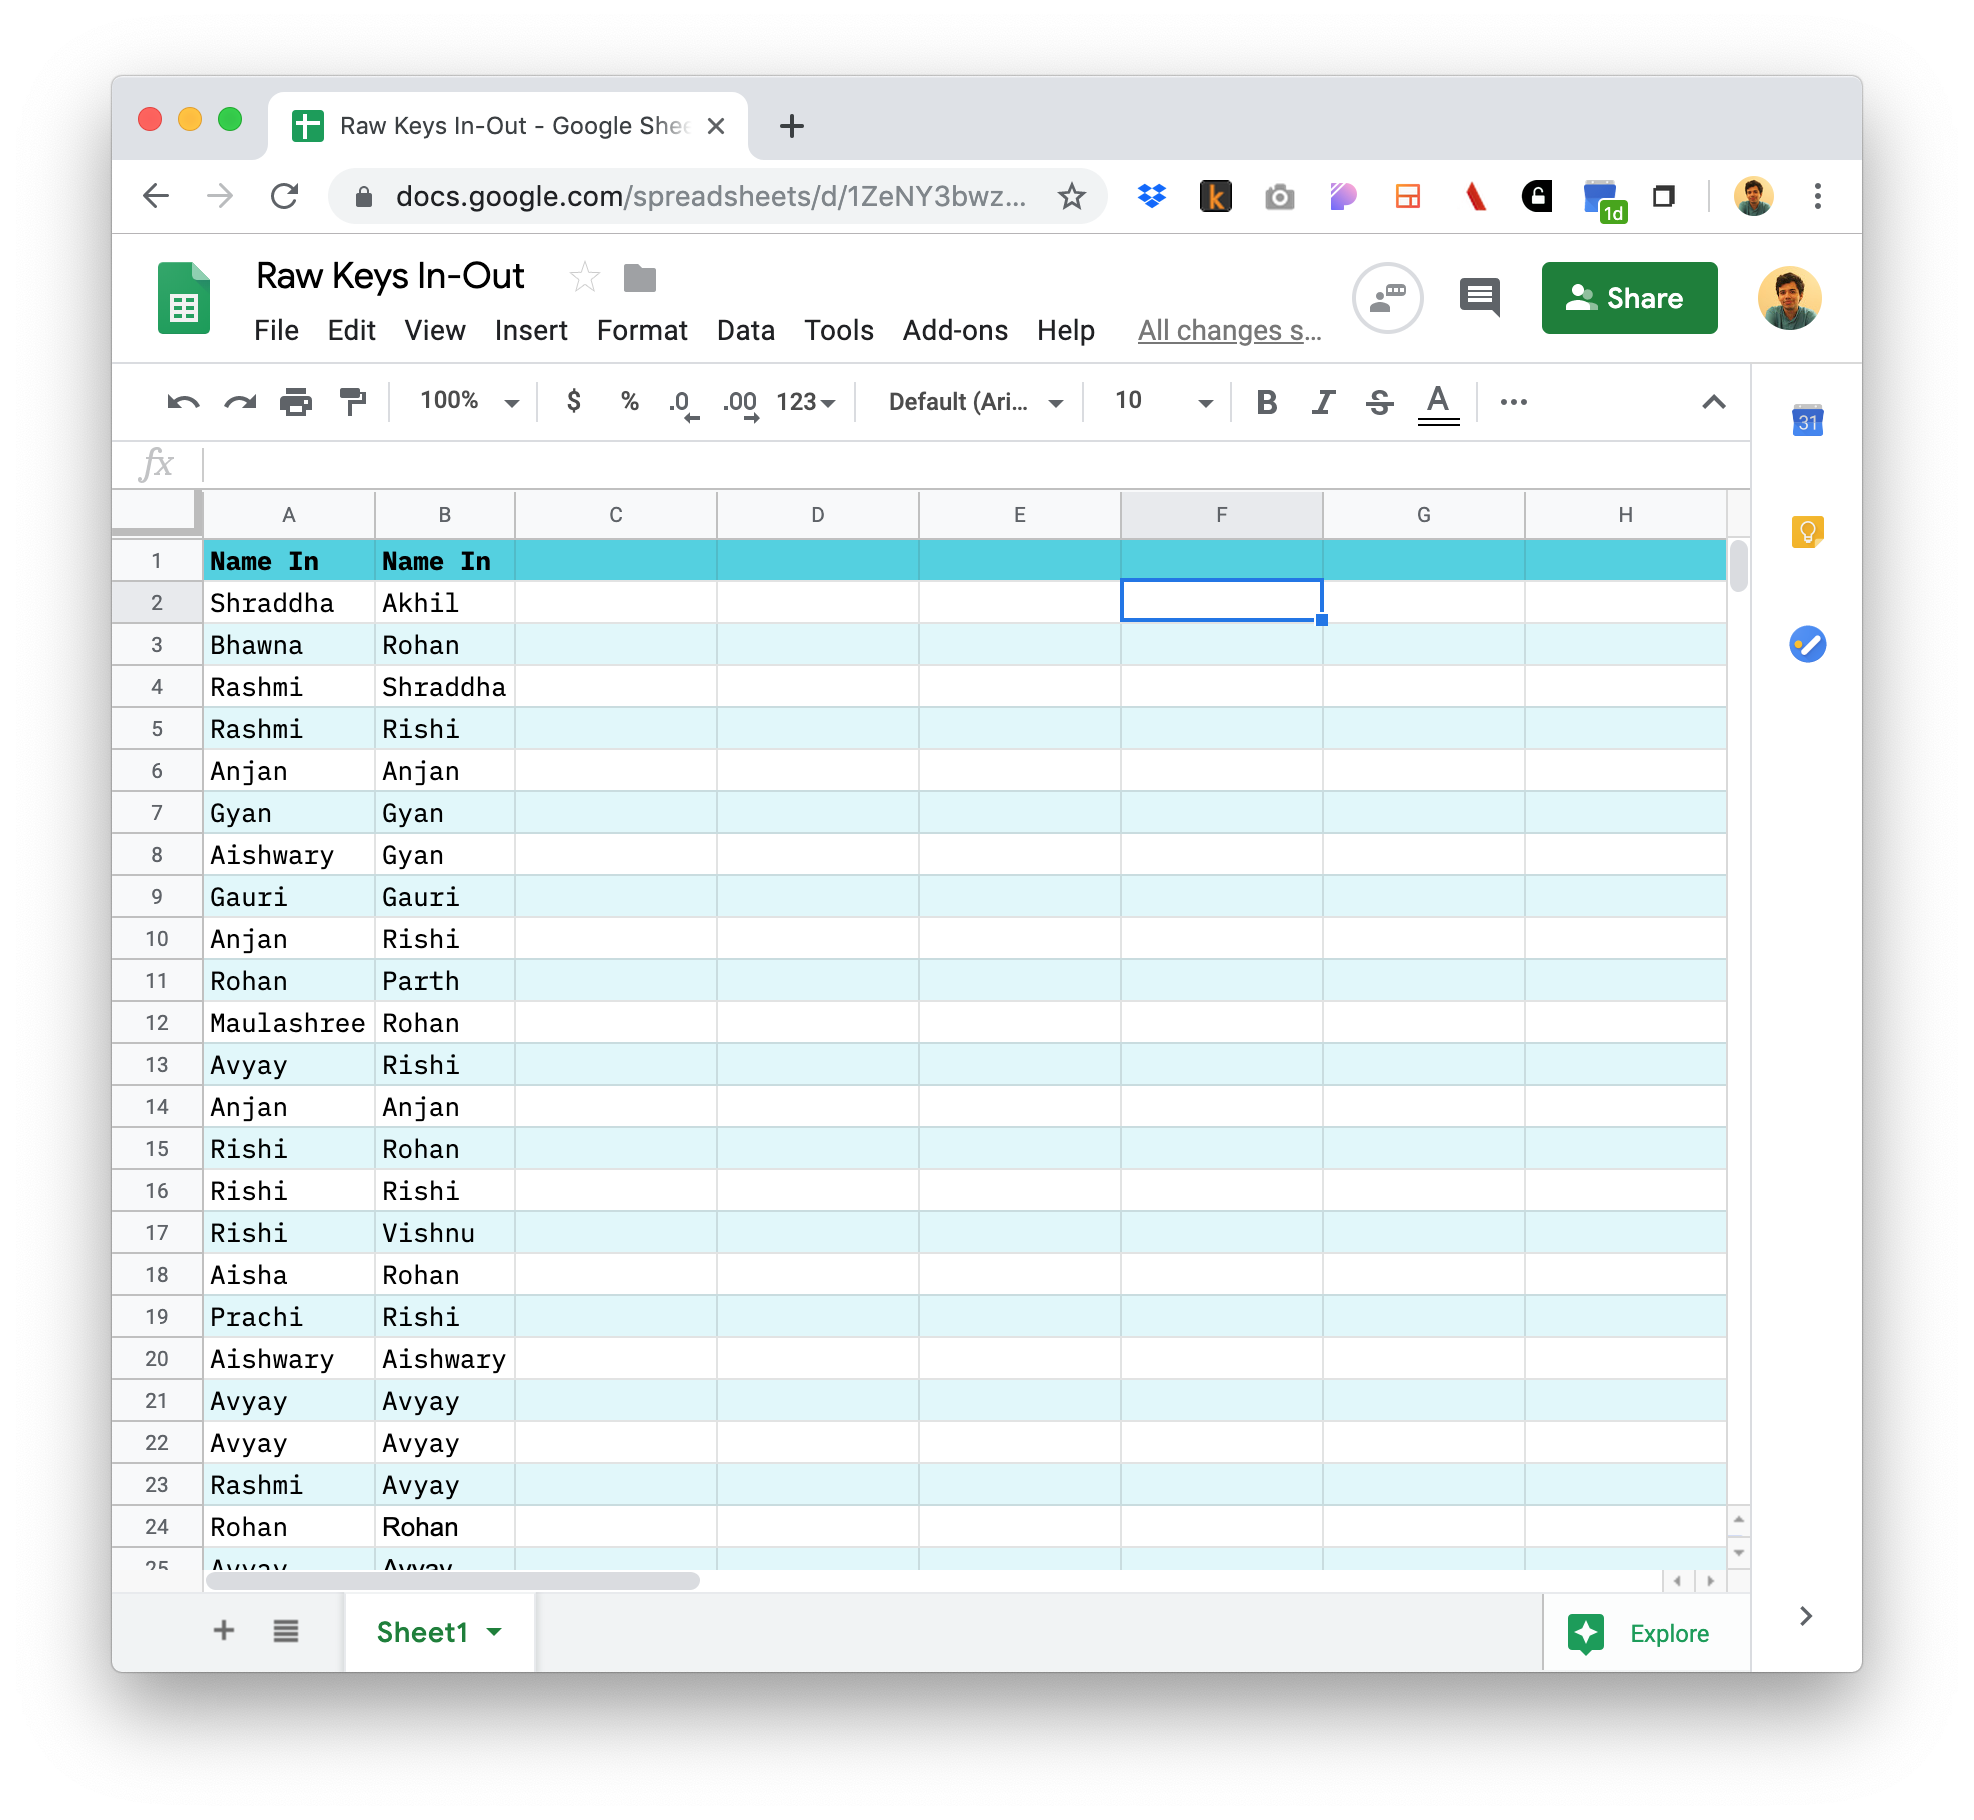 Raw Keys In-Out - Google Shee
docs.google.com/spreadsheets/d/1ZeNY3bwz...
1d
Raw Keys In-Out
File Edit View Insert Format Data Tools Add-ons Help All changes s...
Share
100% $ % .0 .00 123 Default (Ari... 10 B I S A
31
fx
A B C D E F G H
1 Name In Name In
2 Shraddha Akhil
3 Bhawna Rohan
4 Rashmi Shraddha
5 Rashmi Rishi
6 Anjan Anjan
7 Gyan Gyan
8 Aishwary Gyan
9 Gauri Gauri
10 Anjan Rishi
11 Rohan Parth
12 Maulashree Rohan
13 Avyay Rishi
14 Anjan Anjan
15 Rishi Rohan
16 Rishi Rishi
17 Rishi Vishnu
18 Aisha Rohan
19 Prachi Rishi
20 Aishwary Aishwary
21 Avyay Avyay
22 Avyay Avyay
23 Rashmi Avyay
24 Rohan Rohan
25 Avyay Avyay
Sheet1
Explore